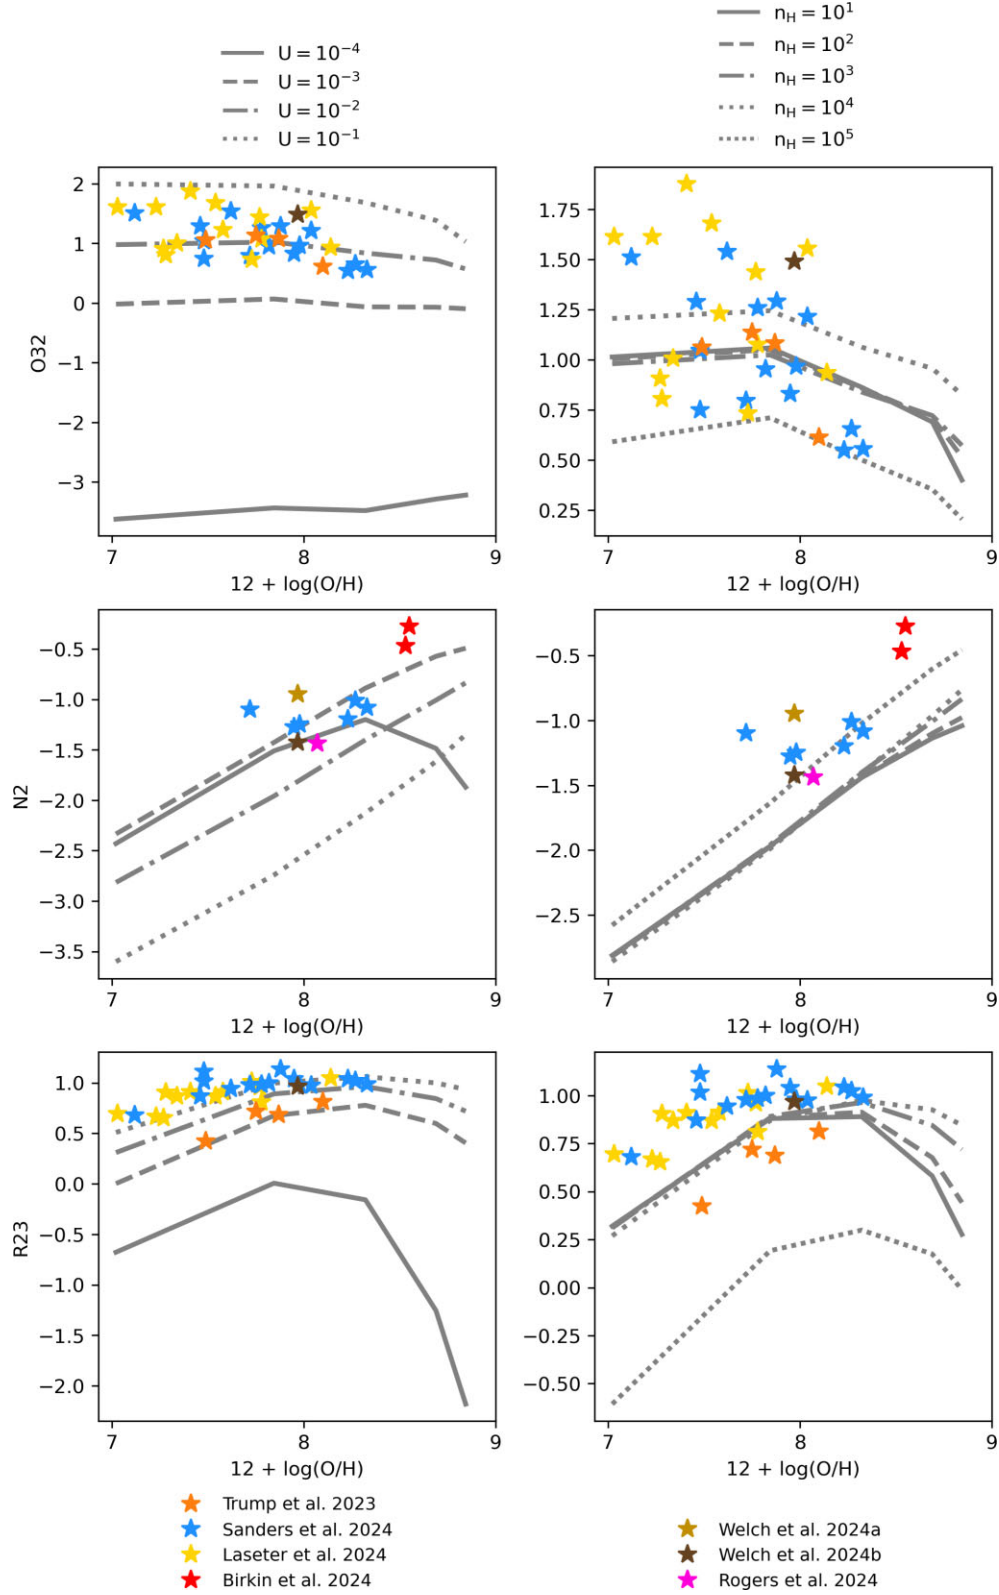 U = 10⁻⁴
U = 10⁻³
U = 10⁻²
U = 10⁻¹
n_H = 10¹
n_H = 10²
n_H = 10³
n_H = 10⁴
n_H = 10⁵
2
1
0
−1
−2
−3
O32
7
8
9
12 + log(O/H)
1.75
1.50
1.25
1.00
0.75
0.50
0.25
7
8
9
12 + log(O/H)
−0.5
−1.0
−1.5
−2.0
−2.5
−3.0
−3.5
N2
7
8
9
12 + log(O/H)
−0.5
−1.0
−1.5
−2.0
−2.5
7
8
9
12 + log(O/H)
1.0
0.5
0.0
−0.5
−1.0
−1.5
−2.0
R23
7
8
9
12 + log(O/H)
1.00
0.75
0.50
0.25
0.00
−0.25
−0.50
7
8
9
12 + log(O/H)
Trump et al. 2023
Sanders et al. 2024
Laseter et al. 2024
Birkin et al. 2024
Welch et al. 2024a
Welch et al. 2024b
Rogers et al. 2024